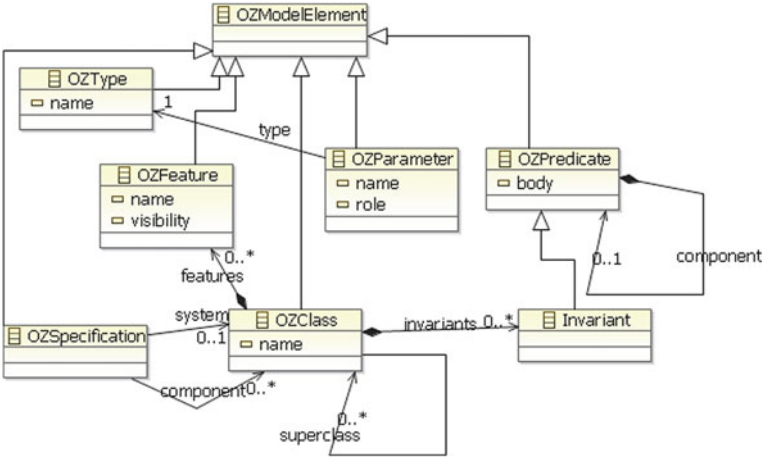 OZModelElement
OZType
name
1
type
OZFeature
name
visibility
OZParameter
name
role
OZPredicate
body
0..1
component
0..*
features
system
0..1
OZSpecification
OZClass
name
invariants 0..*
Invariant
component 0..*
0..*
superclass